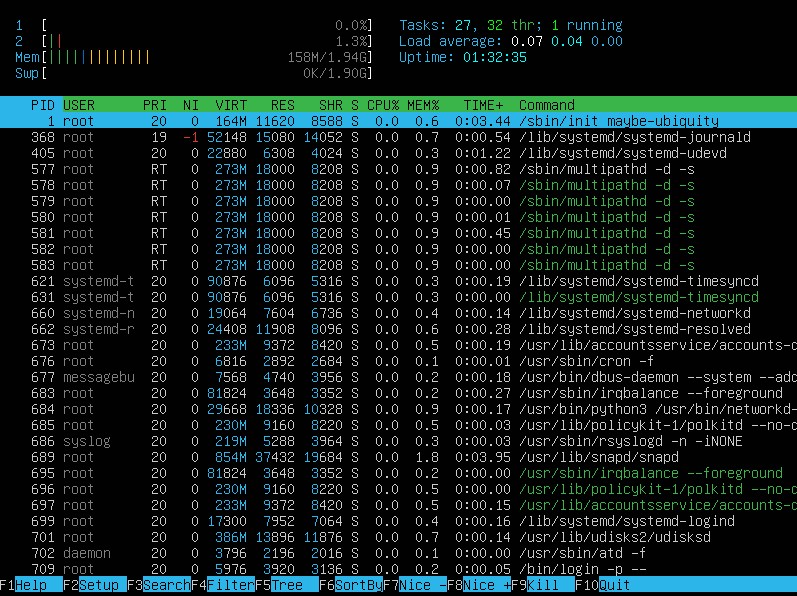 1 [ 0.0%] Tasks: 27, 32 thr; 1 running
2 [|| 1.3%] Load average: 0.07 0.04 0.00
Mem[||||||||||||| 158M/1.94G] Uptime: 01:32:35
Swp[ 0K/1.90G]
PID USER PRI NI VIRT RES SHR S CPU% MEM% TIME+ Command
1 root 20 0 164M 11620 8588 S 0.0 0.6 0:03.44 /sbin/init maybe-ubiquity
368 root 19 -1 52148 15080 14052 S 0.0 0.7 0:00.54 /lib/systemd/systemd-journald
405 root 20 0 22880 6308 4024 S 0.0 0.3 0:01.22 /lib/systemd/systemd-udevd
577 root RT 0 273M 18000 8208 S 0.0 0.9 0:00.82 /sbin/multipathd -d -s
578 root RT 0 273M 18000 8208 S 0.0 0.9 0:00.07 /sbin/multipathd -d -s
579 root RT 0 273M 18000 8208 S 0.0 0.9 0:00.00 /sbin/multipathd -d -s
580 root RT 0 273M 18000 8208 S 0.0 0.9 0:00.01 /sbin/multipathd -d -s
581 root RT 0 273M 18000 8208 S 0.0 0.9 0:00.45 /sbin/multipathd -d -s
582 root RT 0 273M 18000 8208 S 0.0 0.9 0:00.00 /sbin/multipathd -d -s
583 root RT 0 273M 18000 8208 S 0.0 0.9 0:00.00 /sbin/multipathd -d -s
621 systemd-t 20 0 90876 6096 5316 S 0.0 0.3 0:00.19 /lib/systemd/systemd-timesyncd
631 systemd-t 20 0 90876 6096 5316 S 0.0 0.3 0:00.00 /lib/systemd/systemd-timesyncd
660 systemd-n 20 0 19064 7604 6736 S 0.0 0.4 0:00.14 /lib/systemd/systemd-networkd
662 systemd-r 20 0 24408 11908 8096 S 0.0 0.6 0:00.28 /lib/systemd/systemd-resolved
673 root 20 0 233M 9372 8420 S 0.0 0.5 0:00.19 /usr/lib/accountsservice/accounts-d
676 root 20 0 6816 2892 2684 S 0.0 0.1 0:00.01 /usr/sbin/cron -f
677 messagebu 20 0 7568 4740 3956 S 0.0 0.2 0:00.18 /usr/bin/dbus-daemon --system --add
683 root 20 0 81824 3648 3352 S 0.0 0.2 0:00.27 /usr/sbin/irqbalance --foreground
684 root 20 0 29668 18336 10328 S 0.0 0.9 0:00.17 /usr/bin/python3 /usr/bin/networkd-
685 root 20 0 230M 9160 8220 S 0.0 0.5 0:00.03 /usr/lib/policykit-1/polkitd --no-d
686 syslog 20 0 219M 5288 3964 S 0.0 0.3 0:00.03 /usr/sbin/rsyslogd -n -iNONE
689 root 20 0 854M 37432 19684 S 0.0 1.8 0:03.95 /usr/lib/snapd/snapd
695 root 20 0 81824 3648 3352 S 0.0 0.2 0:00.00 /usr/sbin/irqbalance --foreground
696 root 20 0 230M 9160 8220 S 0.0 0.5 0:00.00 /usr/lib/policykit-1/polkitd --no-d
697 root 20 0 233M 9372 8420 S 0.0 0.5 0:00.15 /usr/lib/accountsservice/accounts-d
699 root 20 0 17300 7952 7064 S 0.0 0.4 0:00.16 /lib/systemd/systemd-logind
701 root 20 0 386M 13896 11876 S 0.0 0.7 0:00.14 /usr/lib/udisks2/udisksd
702 daemon 20 0 3796 2196 2016 S 0.0 0.1 0:00.00 /usr/sbin/atd -f
709 root 20 0 5976 3920 3136 S 0.0 0.2 0:00.05 /bin/login -p --
F1Help F2Setup F3SearchF4FilterF5Tree F6SortByF7Nice -F8Nice +F9Kill F10Quit